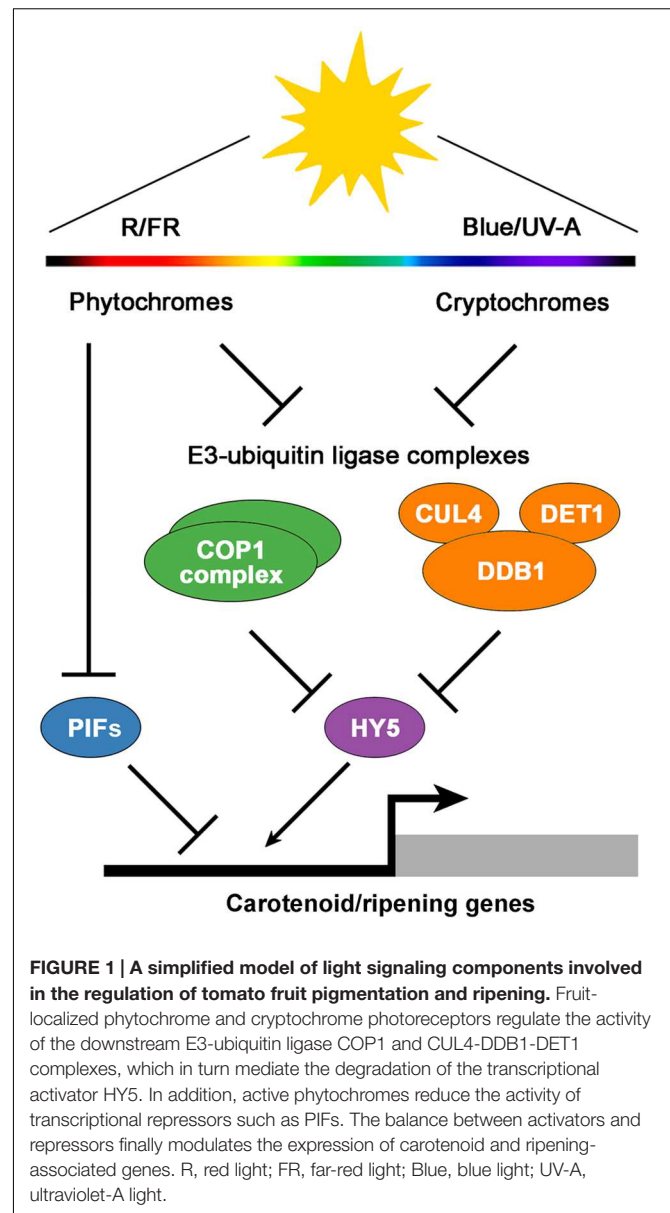 R/FR
Blue/UV-A
Phytochromes
Cryptochromes
E3-ubiquitin ligase complexes
COP1
complex
CUL4
DET1
DDB1
PIFs
HY5
Carotenoid/ripening genes
FIGURE 1 | A simplified model of light signaling components involved
in the regulation of tomato fruit pigmentation and ripening. Fruit-
localized phytochrome and cryptochrome photoreceptors regulate the activity
of the downstream E3-ubiquitin ligase COP1 and CUL4-DDB1-DET1
complexes, which in turn mediate the degradation of the transcriptional
activator HY5. In addition, active phytochromes reduce the activity of
transcriptional repressors such as PIFs. The balance between activators and
repressors finally modulates the expression of carotenoid and ripening-
associated genes. R, red light; FR, far-red light; Blue, blue light; UV-A,
ultraviolet-A light.